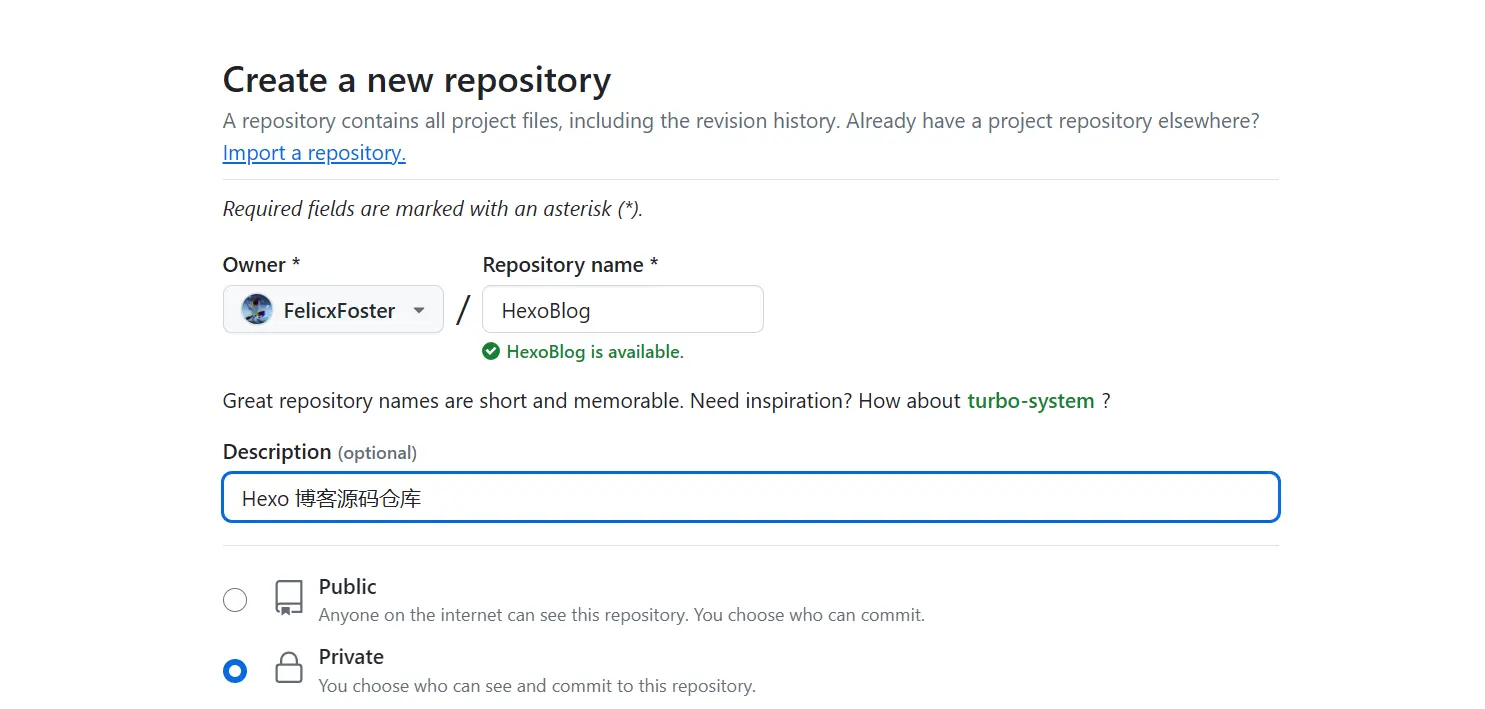 Create a new repository
A repository contains all project files, including the revision history. Already have a project repository elsewhere?
Import a repository.
Required fields are marked with an asterisk (*).
Owner * Repository name *
FelicxFoster / HexoBlog
HexoBlog is available.
Great repository names are short and memorable. Need inspiration? How about turbo-system ?
Description (optional)
Hexo 博客源码仓库
Public
Anyone on the internet can see this repository. You choose who can commit.
Private
You choose who can see and commit to this repository.